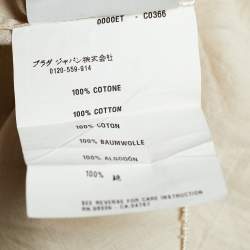 0000ET - C0366
プラダ ジャパン株式会社
0120-559-914
100% COTONE
100% COTTON
100% COTON
100% BAUMWOLLE
100% ALGODÓN
100% 綿
SEE REVERSE FOR CARE INSTRUCTION